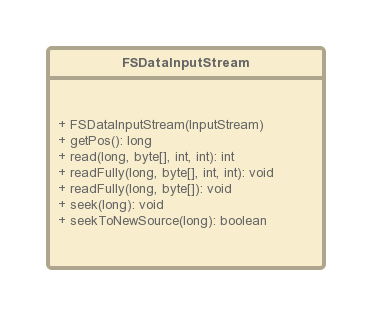 FSDataInputStream
+ FSDataInputStream(InputStream)
+ getPos(): long
+ read(long, byte[], int, int): int
+ readFully(long, byte[], int, int): void
+ readFully(long, byte[]): void
+ seek(long): void
+ seekToNewSource(long): boolean